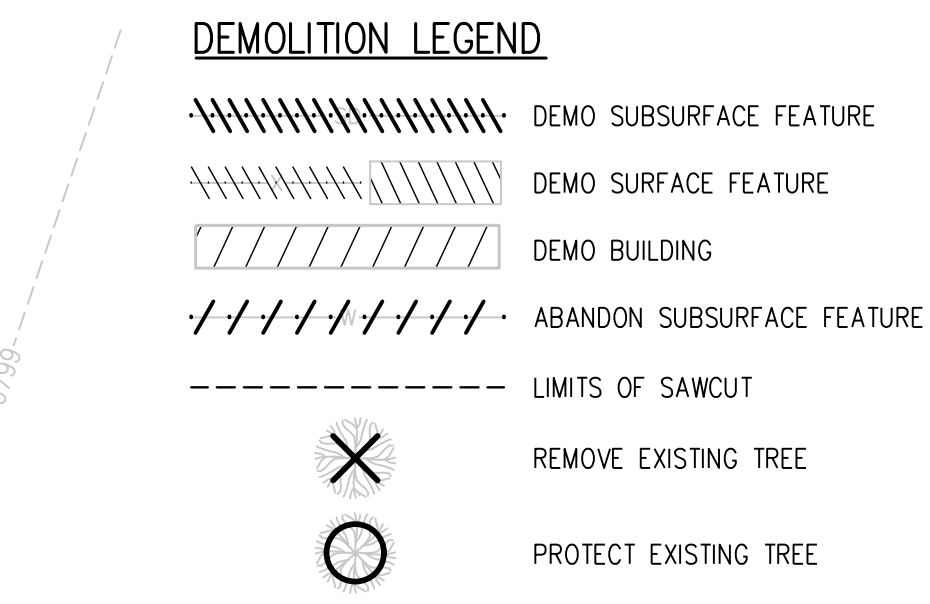 DEMOLITION LEGEND
SD
DEMO SUBSURFACE FEATURE
X
DEMO SURFACE FEATURE
DEMO BUILDING
W
ABANDON SUBSURFACE FEATURE
LIMITS OF SAWCUT
REMOVE EXISTING TREE
PROTECT EXISTING TREE